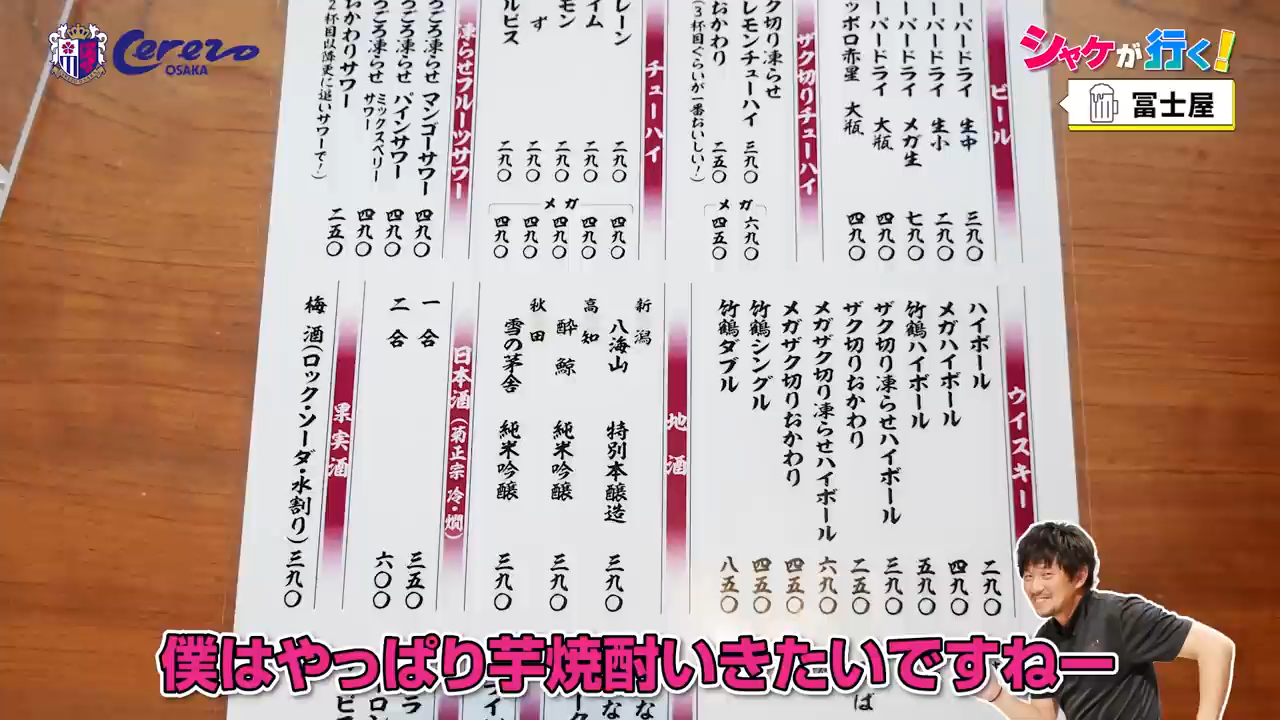 Cerezo
OSAKA
シャケが行く!
冨士屋
ビール
ーパードライ 生中 三九〇
ーパードライ 生小 二九〇
ーパードライ メガ生 七九〇
ーパードライ 大瓶 四九〇
ッポロ赤星 大瓶 四九〇
ザク切りチューハイ
ク切り凍らせ
レモンチューハイ 三九〇 メガ 六九〇
おかわり 二五〇 メガ 四五〇
(3杯目ぐらいが一番おいしい!)
チューハイ
レーン 二九〇 メガ 四九〇
イム 二九〇 四九〇
モン 二九〇 四九〇
ず 二九〇 四九〇
ルピス 二九〇 四九〇
凍らせフルーツサワー
ろごろ凍らせ マンゴーサワー 四九〇
ろごろ凍らせ パインサワー 四九〇
ろごろ凍らせ ミックスベリーサワー 四九〇
おかわりサワー 二五〇
2杯目以降更に追いサワーで!)
ウイスキー
ハイボール 二九〇
メガハイボール 四九〇
竹鶴ハイボール 五九〇
ザク切り凍らせハイボール 三九〇
ザク切りおかわり 二五〇
メガザク切り凍らせハイボール 六九〇
メガザク切りおかわり 四五〇
竹鶴シングル 四五〇
竹鶴ダブル 八五〇
地酒
新潟 八海山 特別本醸造 三九〇
高知 酔鯨 純米吟醸 三九〇
秋田 雪の茅舎 純米吟醸 三九〇
日本酒(菊正宗 冷・燗)
一合 三五〇
二合 六〇〇
果実酒
梅酒(ロック・ソーダ・水割り) 三九〇
僕はやっぱり芋焼酎いきたいですねー